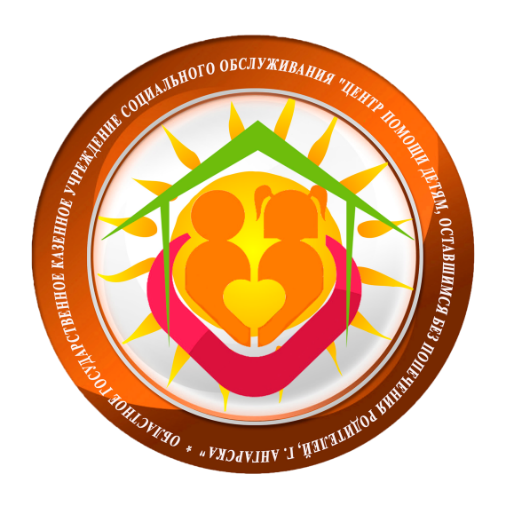 ОБЛАСТНОЕ ГОСУДАРСТВЕННОЕ КАЗЕННОЕ УЧРЕЖДЕНИЕ СОЦИАЛЬНОГО ОБСЛУЖИВАНИЯ "ЦЕНТР ПОМОЩИ ДЕТЯМ, ОСТАВШИМСЯ БЕЗ ПОПЕЧЕНИЯ РОДИТЕЛЕЙ, Г. АНГАРСКА" *